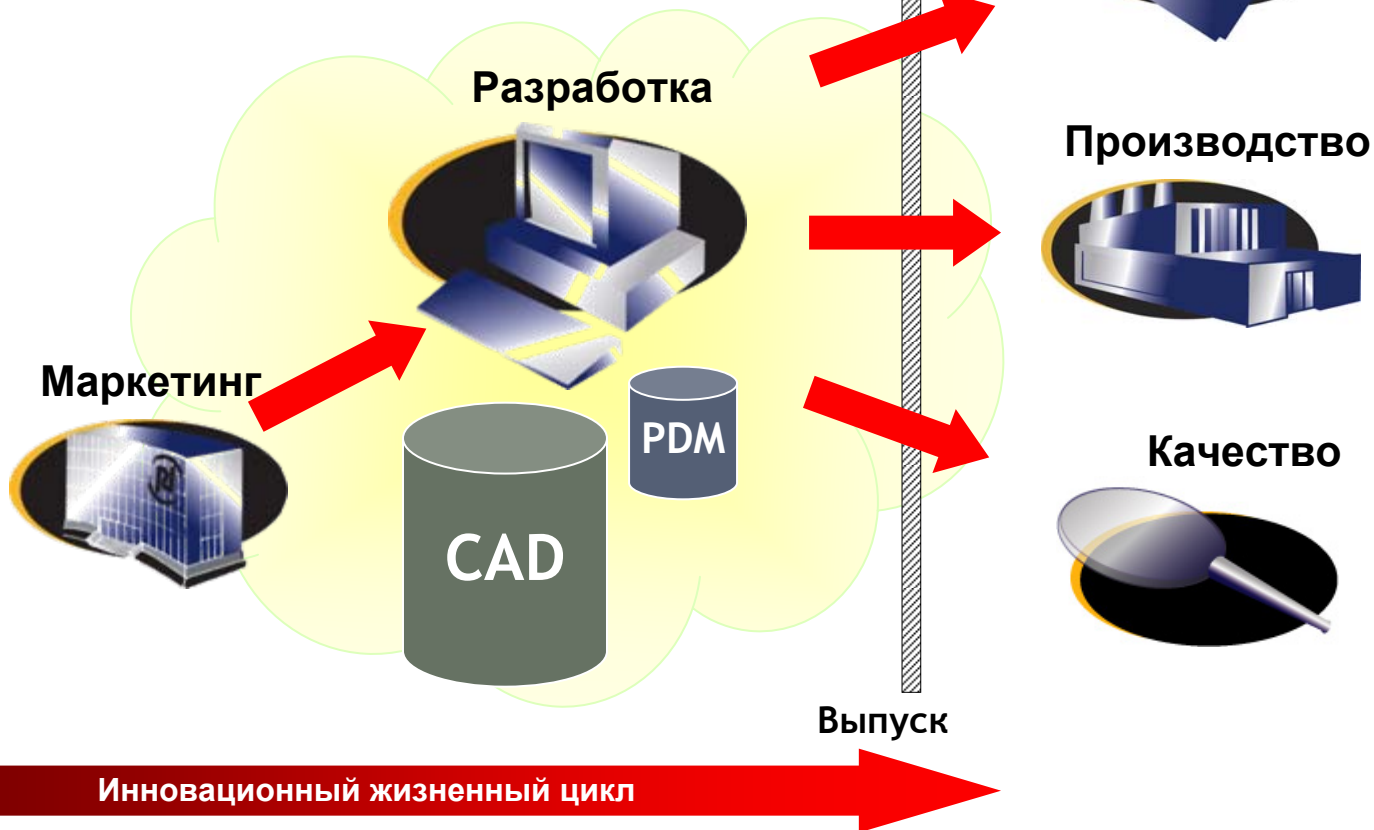 Разработка
Производство
Маркетинг
PDM
Качество
CAD
Выпуск
Инновационный жизненный цикл